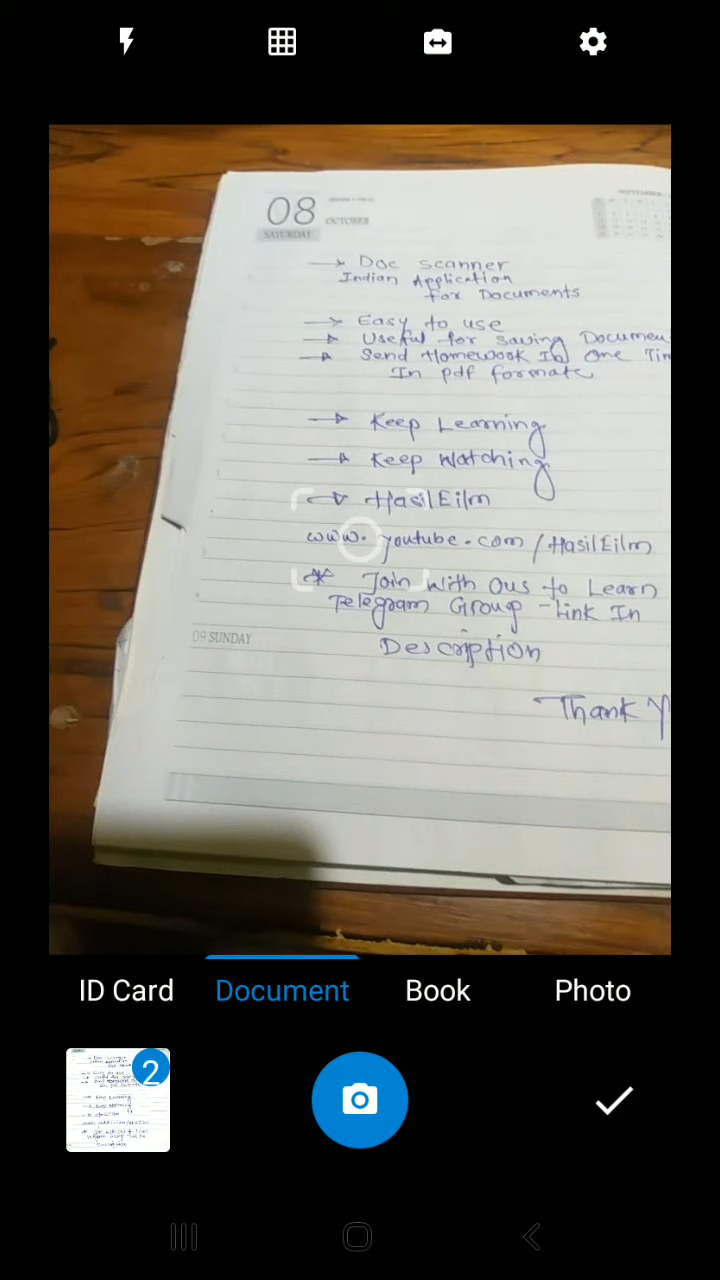 08
OCTOBER
SATURDAY
SEPTEMBER
→ Doc scanner
Indian Application
for Documents
→ Easy to use
→ Useful for saving Documen
→ Send Homewook In One Tim
In pdf formate
→ Keep Learning
→ Keep Watching
→ HasilEilm
www.youtube.com/HasilEilm
* Join With Ous to Learn
Telegram Group - Link In
Description
09 SUNDAY
Thank Y
ID Card
Document
Book
Photo
2